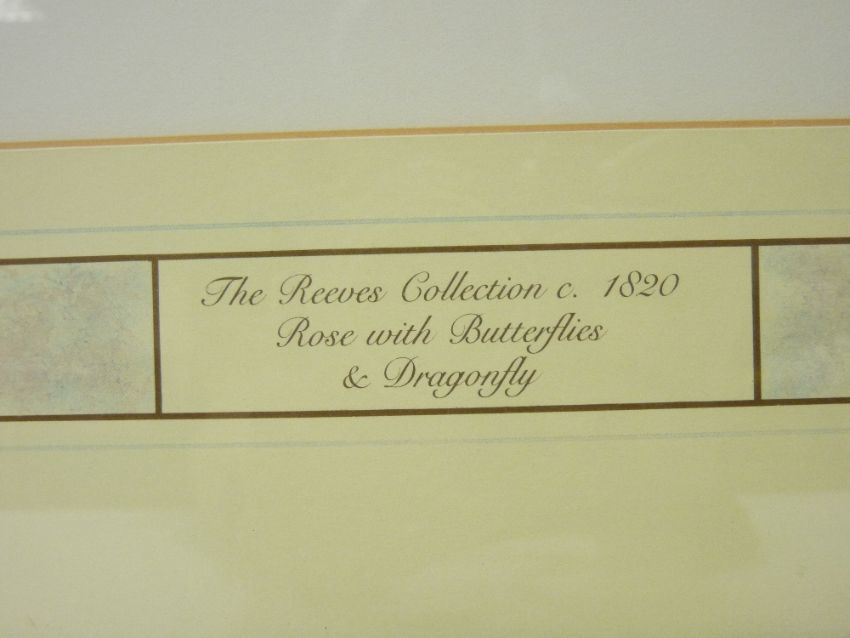 The Reeves Collection c. 1820
Rose with Butterflies
& Dragonfly